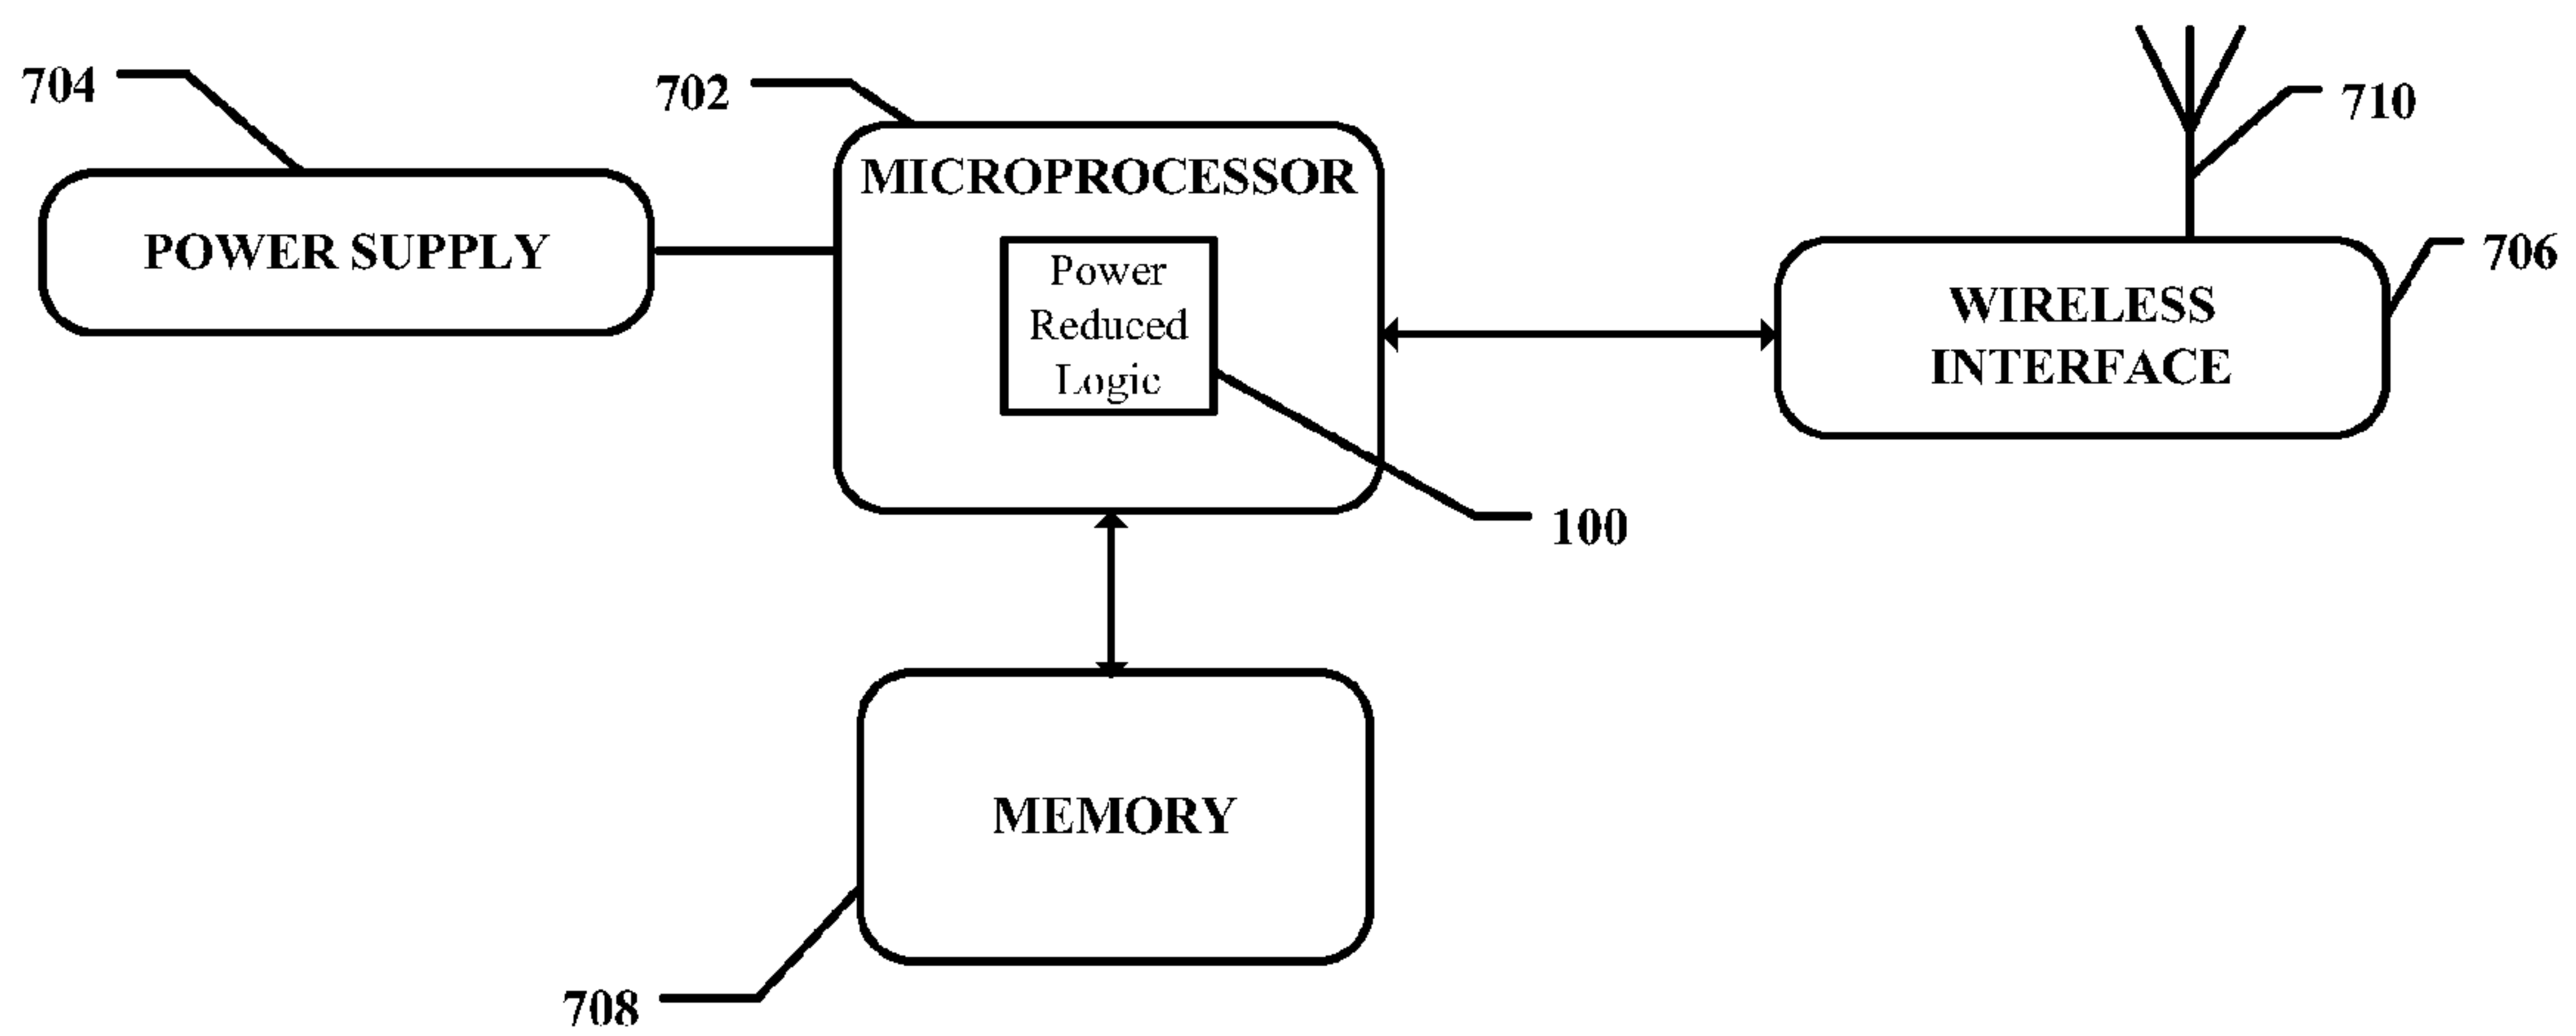 704
702
710
MICROPROCESSOR
POWER SUPPLY
706
Power
Reduced
Logic
WIRELESS
INTERFACE
100
MEMORY
708